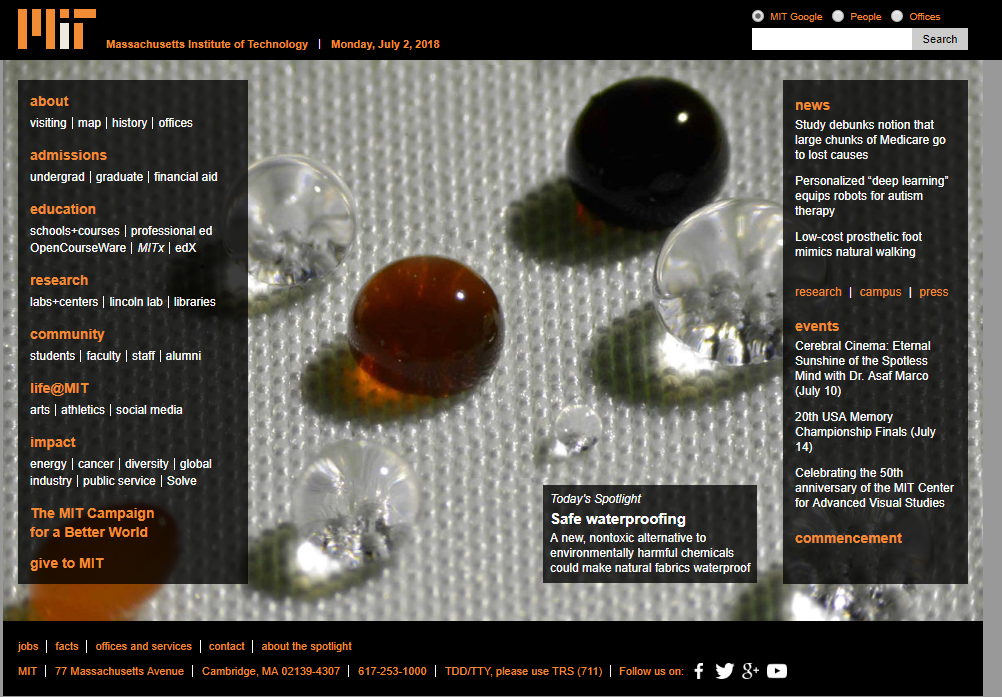 MIT
Massachusetts Institute of Technology | Monday, July 2, 2018
MIT Google People Offices
Search
about
visiting | map | history | offices
admissions
undergrad | graduate | financial aid
education
schools+courses | professional ed
OpenCourseWare | MITx | edX
research
labs+centers | lincoln lab | libraries
community
students | faculty | staff | alumni
life@MIT
arts | athletics | social media
impact
energy | cancer | diversity | global
industry | public service | Solve
The MIT Campaign
for a Better World
give to MIT
Today's Spotlight
Safe waterproofing
A new, nontoxic alternative to
environmentally harmful chemicals
could make natural fabrics waterproof
news
Study debunks notion that
large chunks of Medicare go
to lost causes
Personalized “deep learning”
equips robots for autism
therapy
Low-cost prosthetic foot
mimics natural walking
research | campus | press
events
Cerebral Cinema: Eternal
Sunshine of the Spotless
Mind with Dr. Asaf Marco
(July 10)
20th USA Memory
Championship Finals (July
14)
Celebrating the 50th
anniversary of the MIT Center
for Advanced Visual Studies
commencement
jobs | facts | offices and services | contact | about the spotlight
MIT | 77 Massachusetts Avenue | Cambridge, MA 02139-4307 | 617-253-1000 | TDD/TTY, please use TRS (711) | Follow us on: